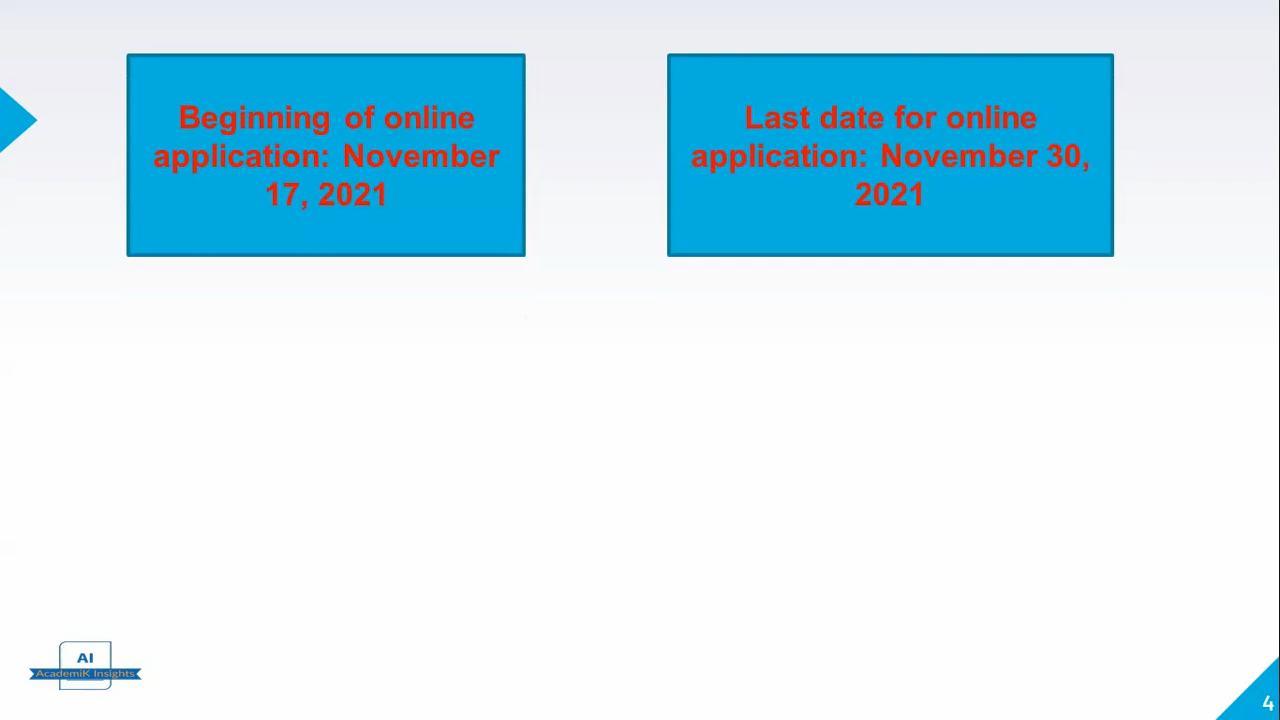 Beginning of online
application: November
17, 2021
Last date for online
application: November 30,
2021
AI
AcademiK Insights
4